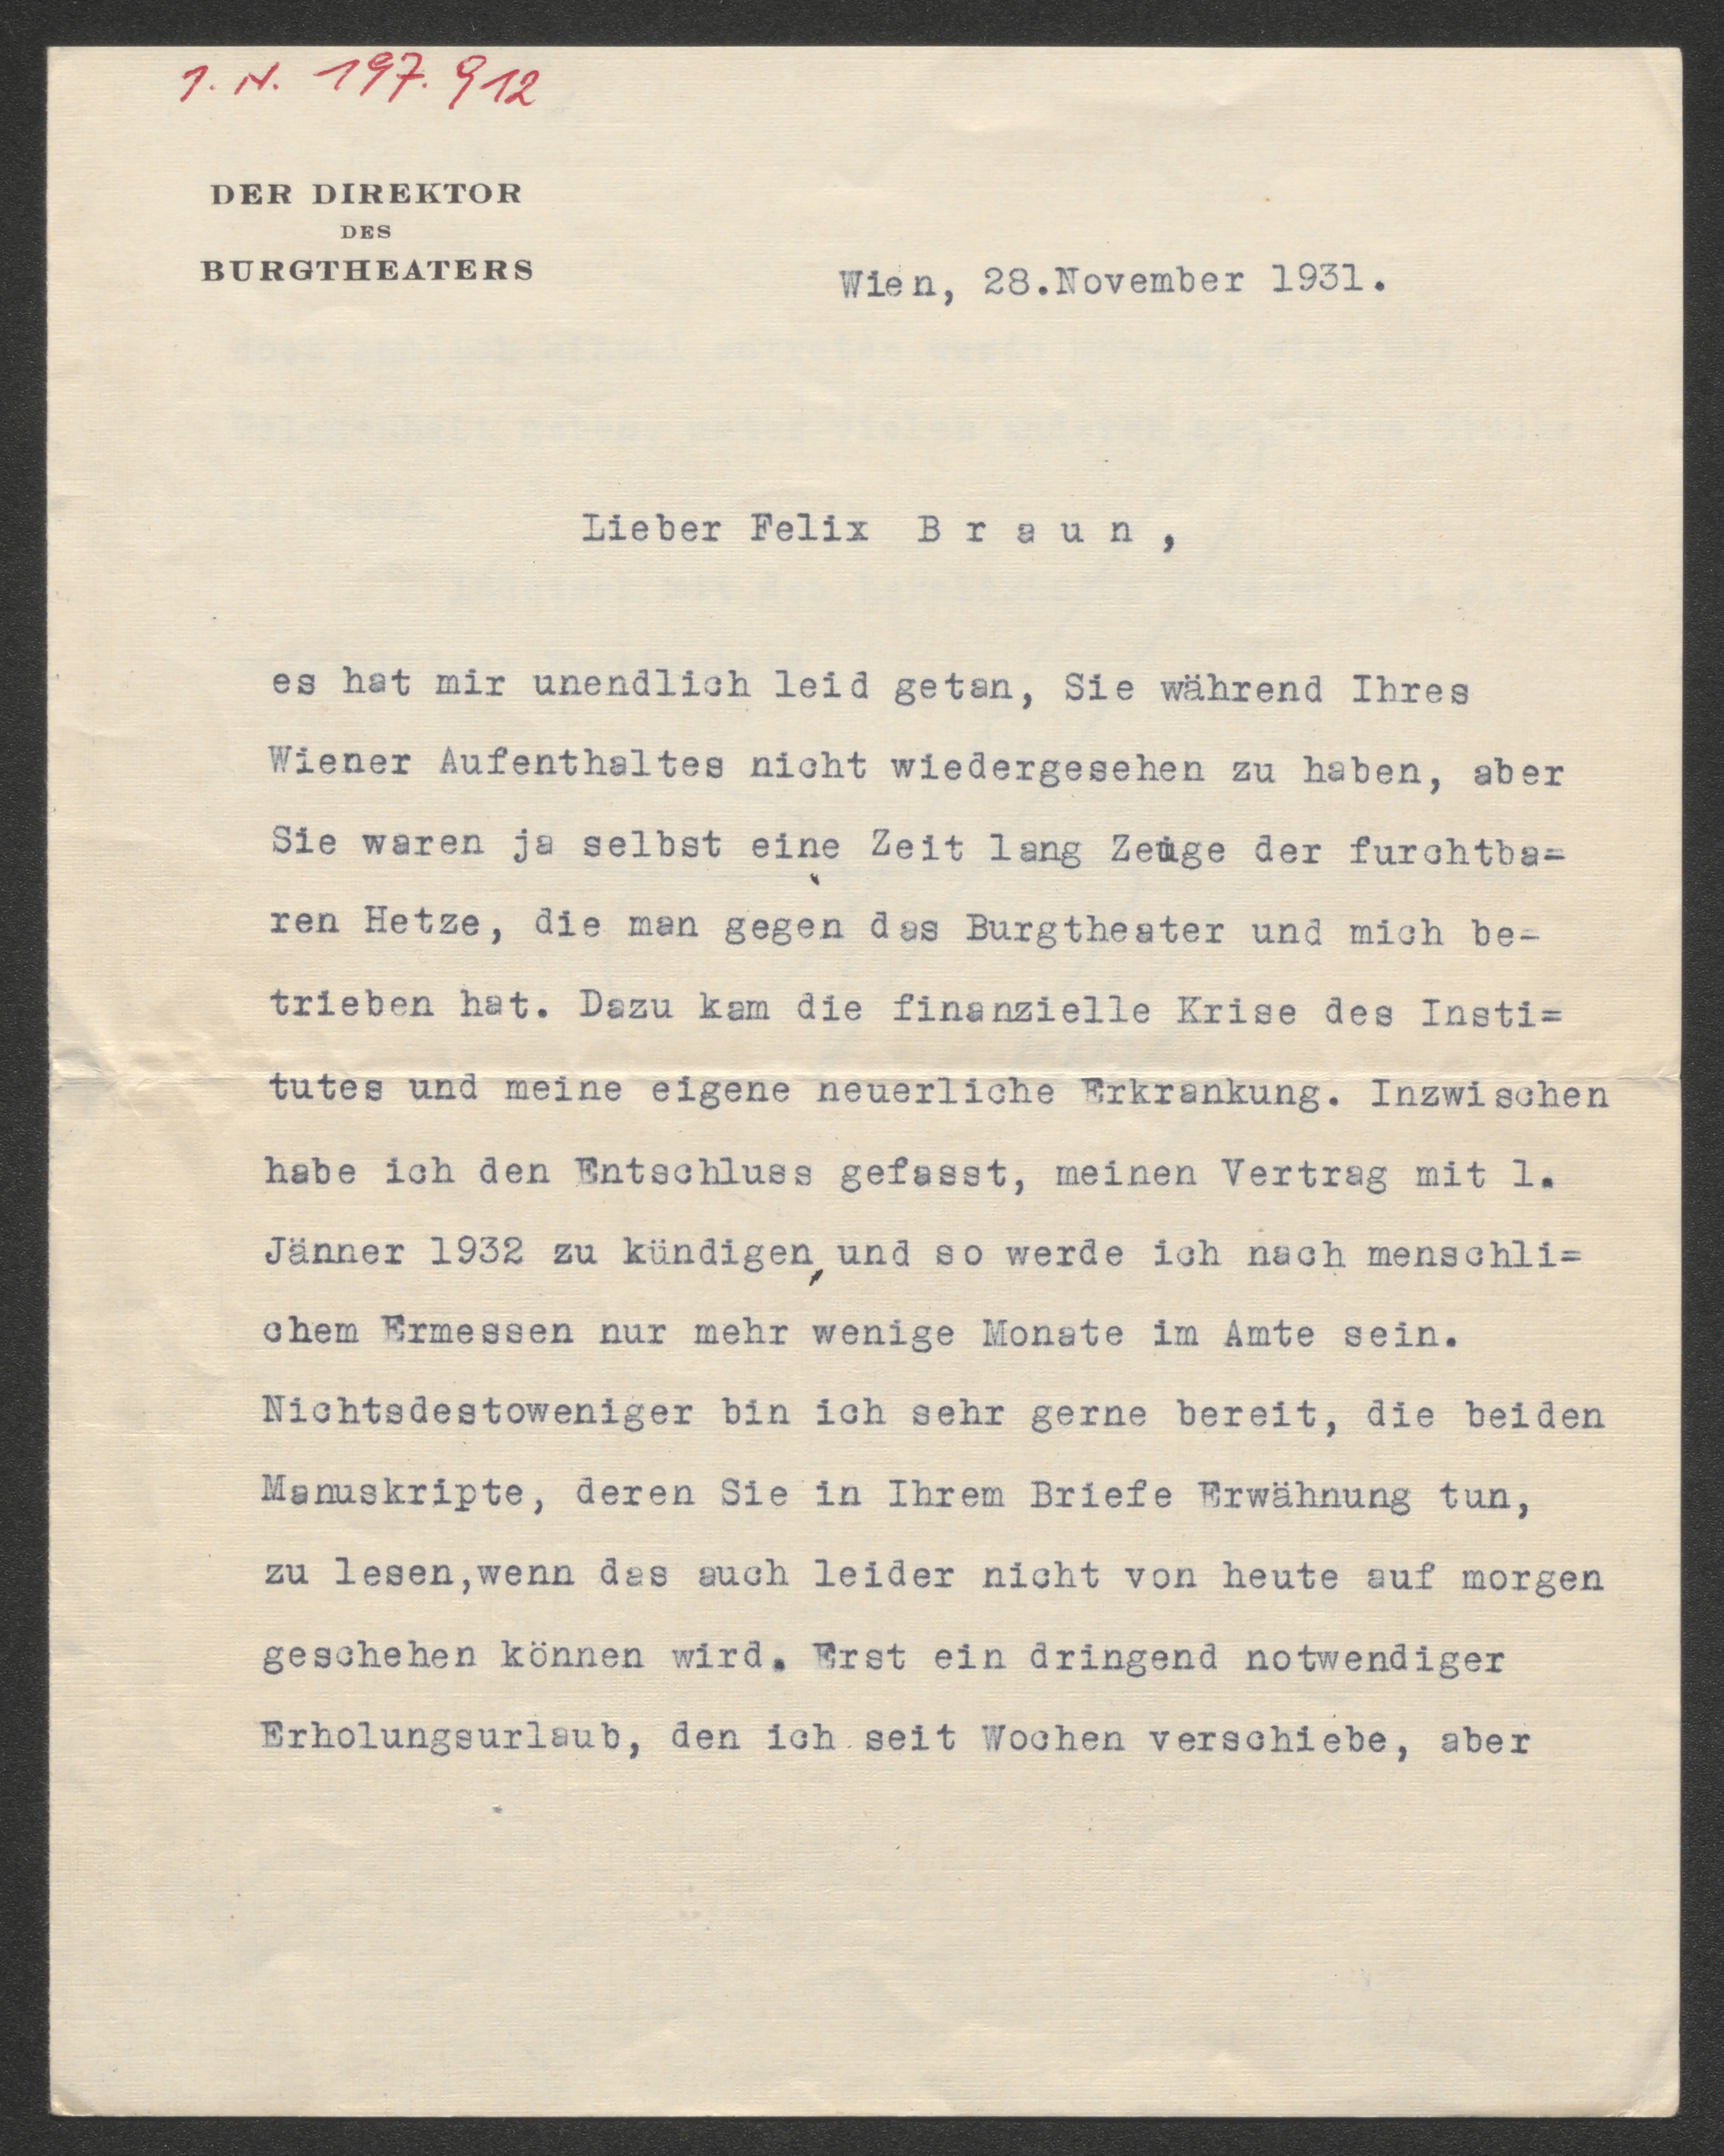 J. N. 197.912
DER DIREKTOR
DES
BURGTHEATERS
Wien, 28.November 1931.
Lieber Felix B r a u n ,
es hat mir unendlich leid getan, Sie während Ihres
Wiener Aufenthaltes nicht wiedergesehen zu haben, aber
Sie waren ja selbst eine Zeit lang Zeuge der furchtba=
ren Hetze, die man gegen das Burgtheater und mich be=
trieben hat. Dazu kam die finanzielle Krise des Insti=
tutes und meine eigene neuerliche Erkrankung. Inzwischen
habe ich den Entschluss gefasst, meinen Vertrag mit 1.
Jänner 1932 zu kündigen, und so werde ich nach menschli=
chem Ermessen nur mehr wenige Monate im Amte sein.
Nichtsdestoweniger bin ich sehr gerne bereit, die beiden
Manuskripte, deren Sie in Ihrem Briefe Erwähnung tun,
zu lesen,wenn das auch leider nicht von heute auf morgen
geschehen können wird. Erst ein dringend notwendiger
Erholungsurlaub, den ich seit Wochen verschiebe, aber